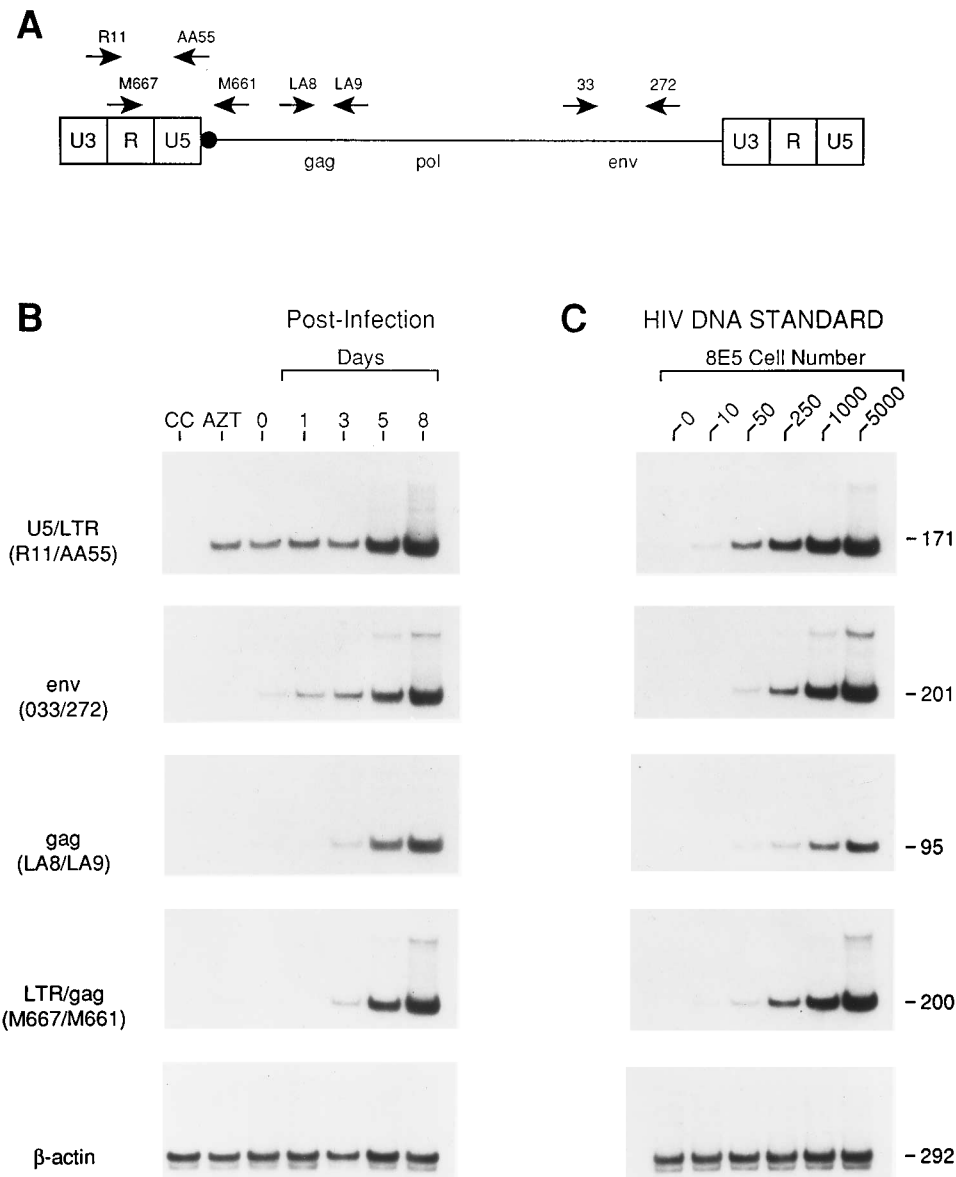 A
R11 AA55
M667 M661 LA8 LA9 33 272
U3 R U5 U3 R U5
gag pol env
B
Post-Infection
Days
CC AZT 0 1 3 5 8
C
HIV DNA STANDARD
8E5 Cell Number
0 10 50 250 1000 5000
U5/LTR
(R11/AA55)
-171
env
(033/272)
-201
gag
(LA8/LA9)
-95
LTR/gag
(M667/M661)
-200
β-actin
-292